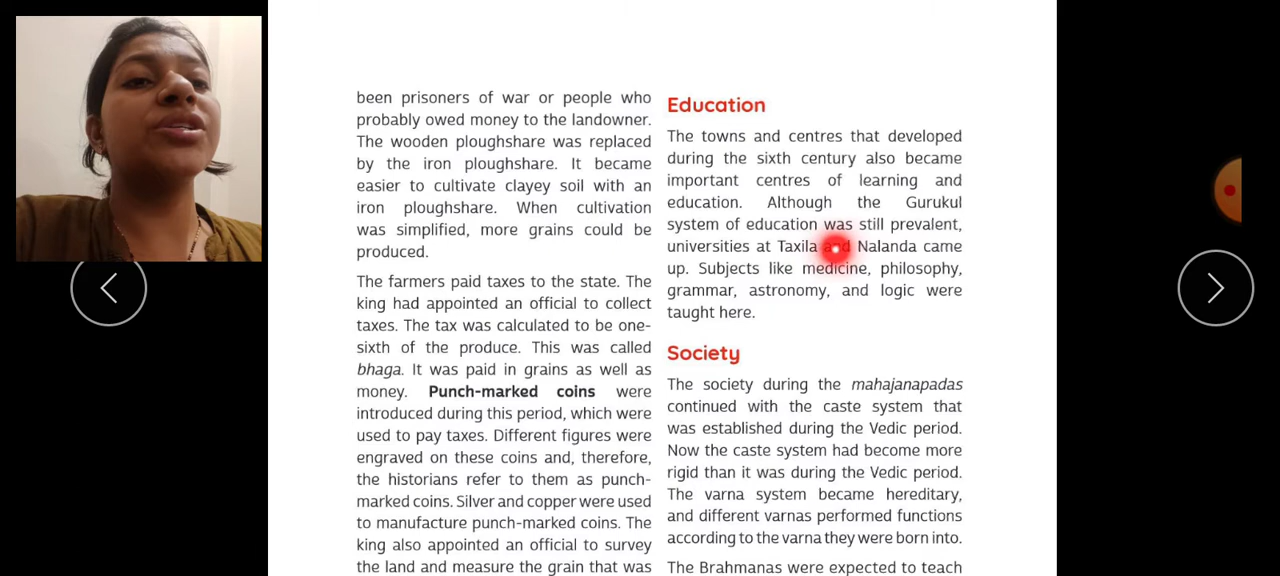 been prisoners of war or people who
probably owed money to the landowner.
The wooden ploughshare was replaced
by the iron ploughshare. It became
easier to cultivate clayey soil with an
iron ploughshare. When cultivation
was simplified, more grains could be
produced.
The farmers paid taxes to the state. The
king had appointed an official to collect
taxes. The tax was calculated to be one-
sixth of the produce. This was called
bhaga. It was paid in grains as well as
money. Punch-marked coins were
introduced during this period, which were
used to pay taxes. Different figures were
engraved on these coins and, therefore,
the historians refer to them as punch-
marked coins. Silver and copper were used
to manufacture punch-marked coins. The
king also appointed an official to survey
the land and measure the grain that was
Education
The towns and centres that developed
during the sixth century also became
important centres of learning and
education. Although the Gurukul
system of education was still prevalent,
universities at Taxila and Nalanda came
up. Subjects like medicine, philosophy,
grammar, astronomy, and logic were
taught here.
Society
The society during the mahajanapadas
continued with the caste system that
was established during the Vedic period.
Now the caste system had become more
rigid than it was during the Vedic period.
The varna system became hereditary,
and different varnas performed functions
according to the varna they were born into.
The Brahmanas were expected to teach